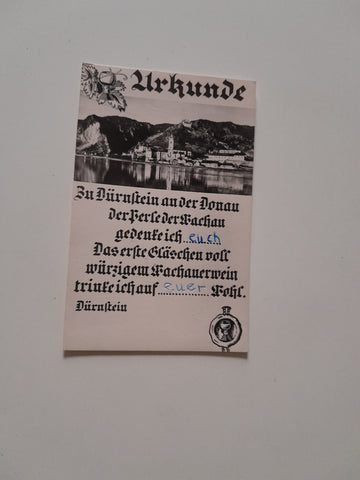 Urkunde
Zu Dürnstein an der Donau
der Perle der Wachau
gedenke ich euch
Das erste Gläschen voll
würzigem Wachauerwein
trinke ich auf euer Wohl.
Dürnstein